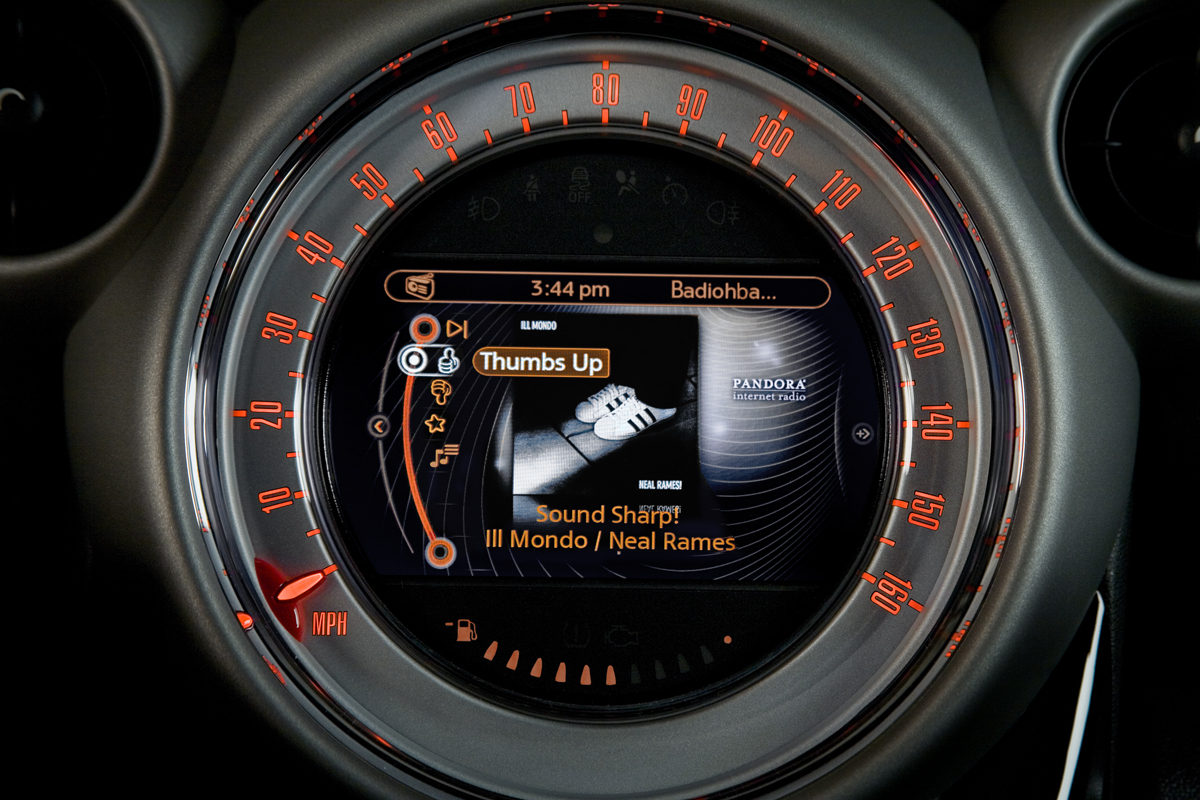 10
20
30
40
50
60
70
80
90
100
110
120
130
140
150
160
MPH
OFF
3:44 pm Badiohba...
ILL MONDO
Thumbs Up
PANDORA
internet radio
NEAL RAMES!
Sound Sharp!
Ill Mondo / Neal Rames